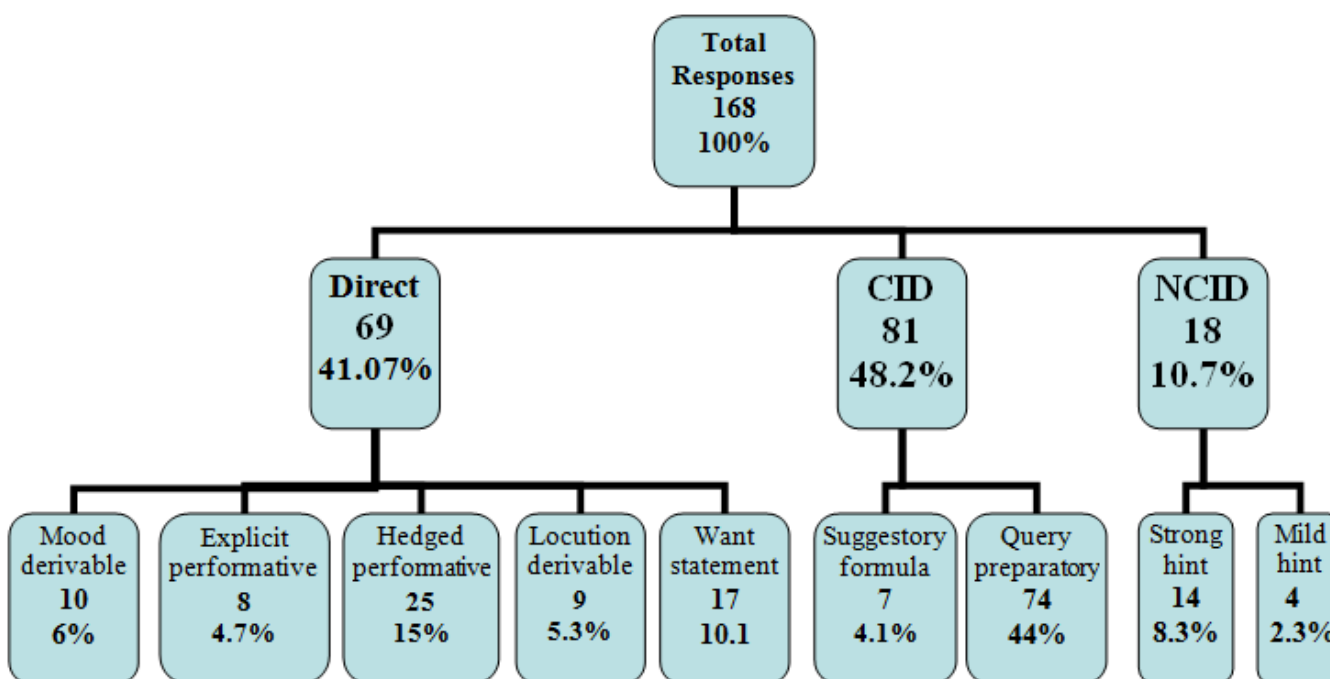 Total
Responses
168
100%
Direct
69
41.07%
CID
81
48.2%
NCID
18
10.7%
Mood
derivable
10
6%
Explicit
performative
8
4.7%
Hedged
performative
25
15%
Locution
derivable
9
5.3%
Want
statement
17
10.1
Suggestory
formula
7
4.1%
Query
preparatory
74
44%
Strong
hint
14
8.3%
Mild
hint
4
2.3%